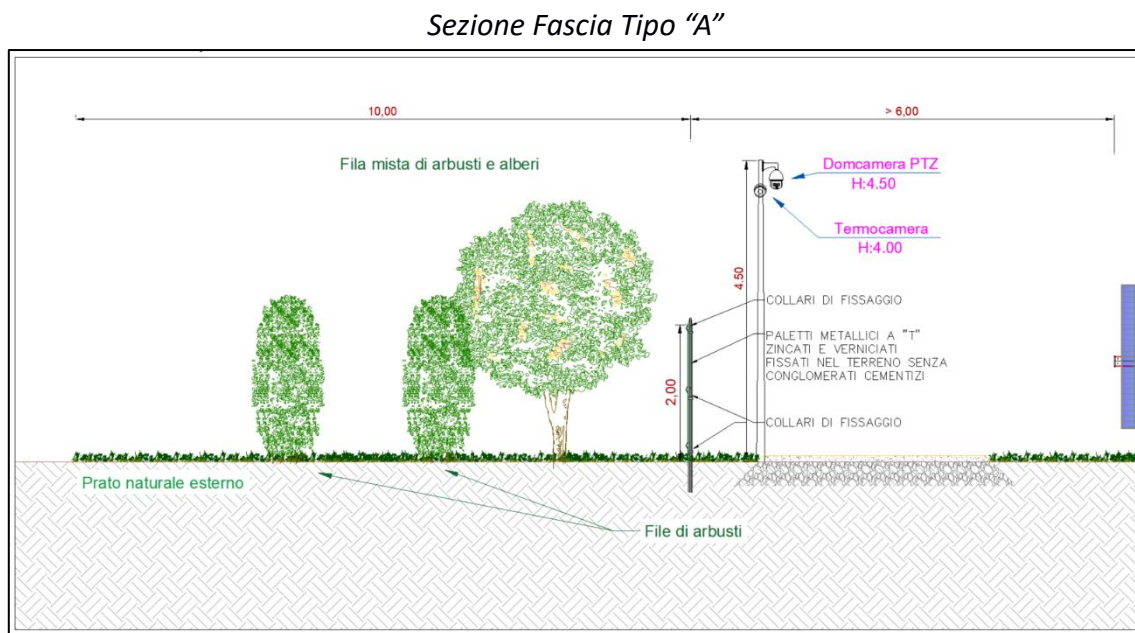 Sezione Fascia Tipo “A”
10,00
> 6,00
Fila mista di arbusti e alberi
Domcamera PTZ
H:4.50
Termocamera
H:4.00
4.50
COLLARI DI FISSAGGIO
PALETTI METALLICI A "T"
ZINCATI E VERNICIATI
FISSATI NEL TERRENO SENZA
CONGLOMERATI CEMENTIZI
2,00
COLLARI DI FISSAGGIO
Prato naturale esterno
File di arbusti